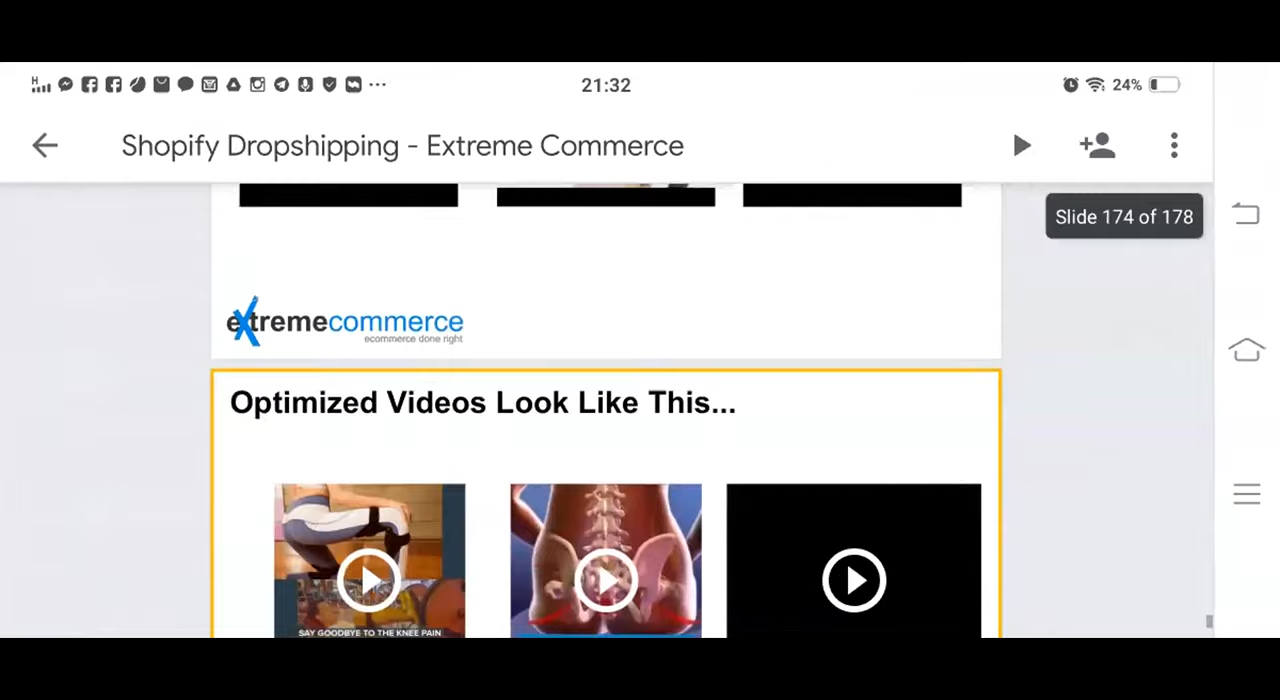 H
21:32
24%
Shopify Dropshipping - Extreme Commerce
Slide 174 of 178
extremecommerce
ecommerce done right
Optimized Videos Look Like This...
SAY GOODBYE TO THE KNEE PAIN